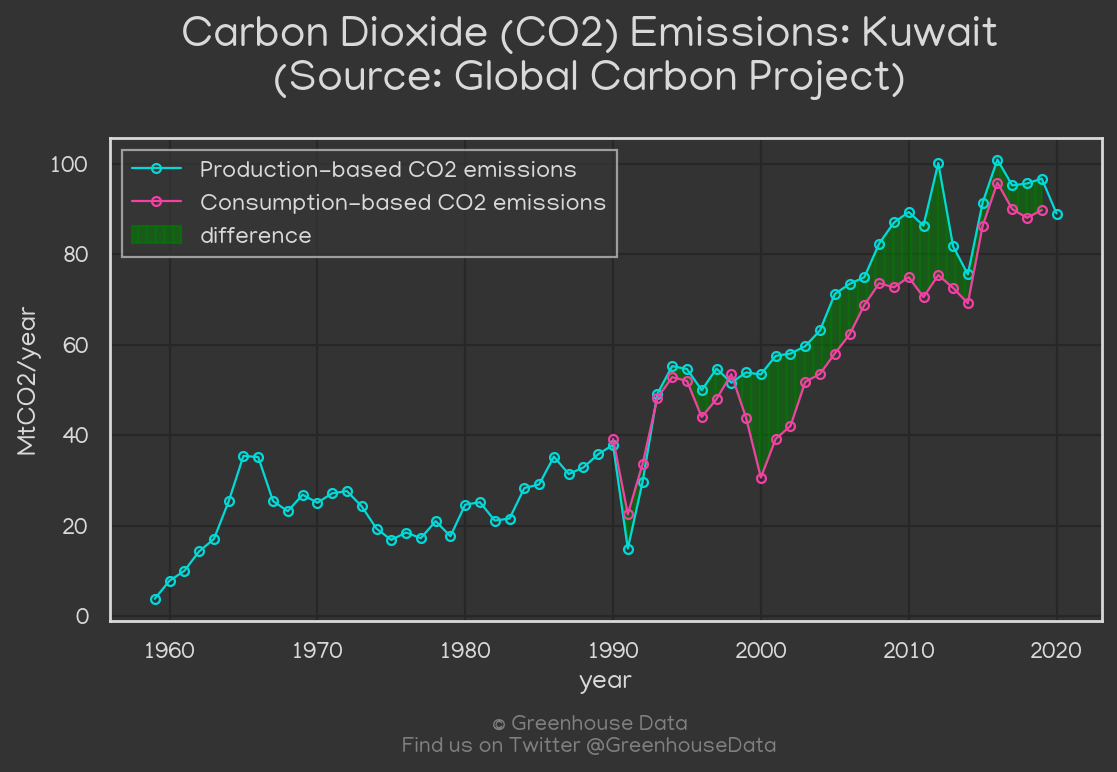 Carbon Dioxide (CO2) Emissions: Kuwait
(Source: Global Carbon Project)
Production-based CO2 emissions
Consumption-based CO2 emissions
difference
100
80
60
40
20
0
MtCO2/year
1960 1970 1980 1990 2000 2010 2020
year
© Greenhouse Data
Find us on Twitter @GreenhouseData